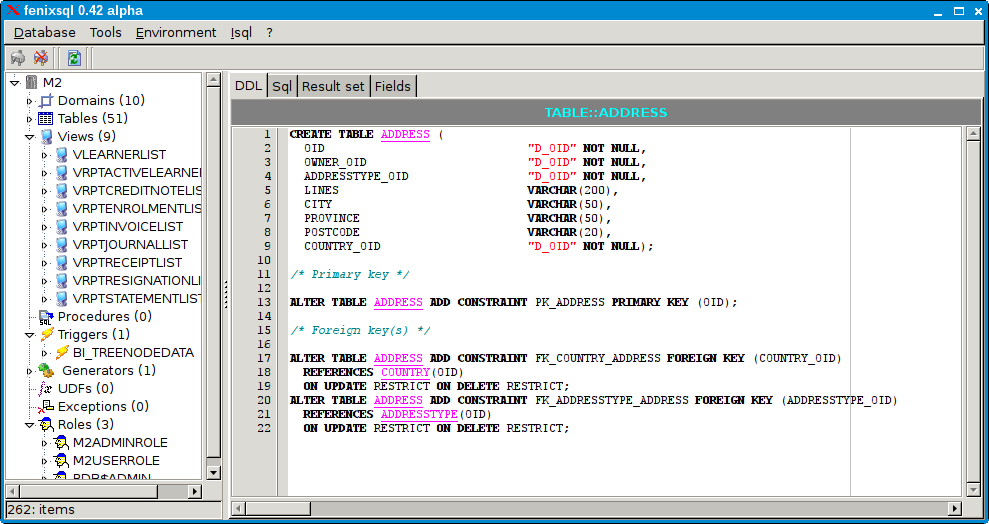 fenixsql 0.42 alpha
Database Tools Environment Isql ?
M2
Domains (10)
Tables (51)
Views (9)
VLEARNERLIST
VRPTACTIVELEARNE
VRPTCREDITNOTELIS
VRPTENROLMENTLIS
VRPTINVOICELIST
VRPTJOURNALLIST
VRPTRECEIPTLIST
VRPTRESIGNATIONLI
VRPTSTATEMENTLIST
Procedures (0)
Triggers (1)
BI_TREENODEDATA
Generators (1)
UDFs (0)
Exceptions (0)
Roles (3)
M2ADMINROLE
M2USERROLE
RDB$ADMIN
262: items
DDL Sql Result set Fields
TABLE::ADDRESS
1 CREATE TABLE ADDRESS (
2 OID "D_OID" NOT NULL,
3 OWNER_OID "D_OID" NOT NULL,
4 ADDRESSTYPE_OID "D_OID" NOT NULL,
5 LINES VARCHAR(200),
6 CITY VARCHAR(50),
7 PROVINCE VARCHAR(50),
8 POSTCODE VARCHAR(20),
9 COUNTRY_OID "D_OID" NOT NULL);
10
11 /* Primary key */
12
13 ALTER TABLE ADDRESS ADD CONSTRAINT PK_ADDRESS PRIMARY KEY (OID);
14
15 /* Foreign key(s) */
16
17 ALTER TABLE ADDRESS ADD CONSTRAINT FK_COUNTRY_ADDRESS FOREIGN KEY (COUNTRY_OID)
18 REFERENCES COUNTRY(OID)
19 ON UPDATE RESTRICT ON DELETE RESTRICT;
20 ALTER TABLE ADDRESS ADD CONSTRAINT FK_ADDRESSTYPE_ADDRESS FOREIGN KEY (ADDRESSTYPE_OID)
21 REFERENCES ADDRESSTYPE(OID)
22 ON UPDATE RESTRICT ON DELETE RESTRICT;